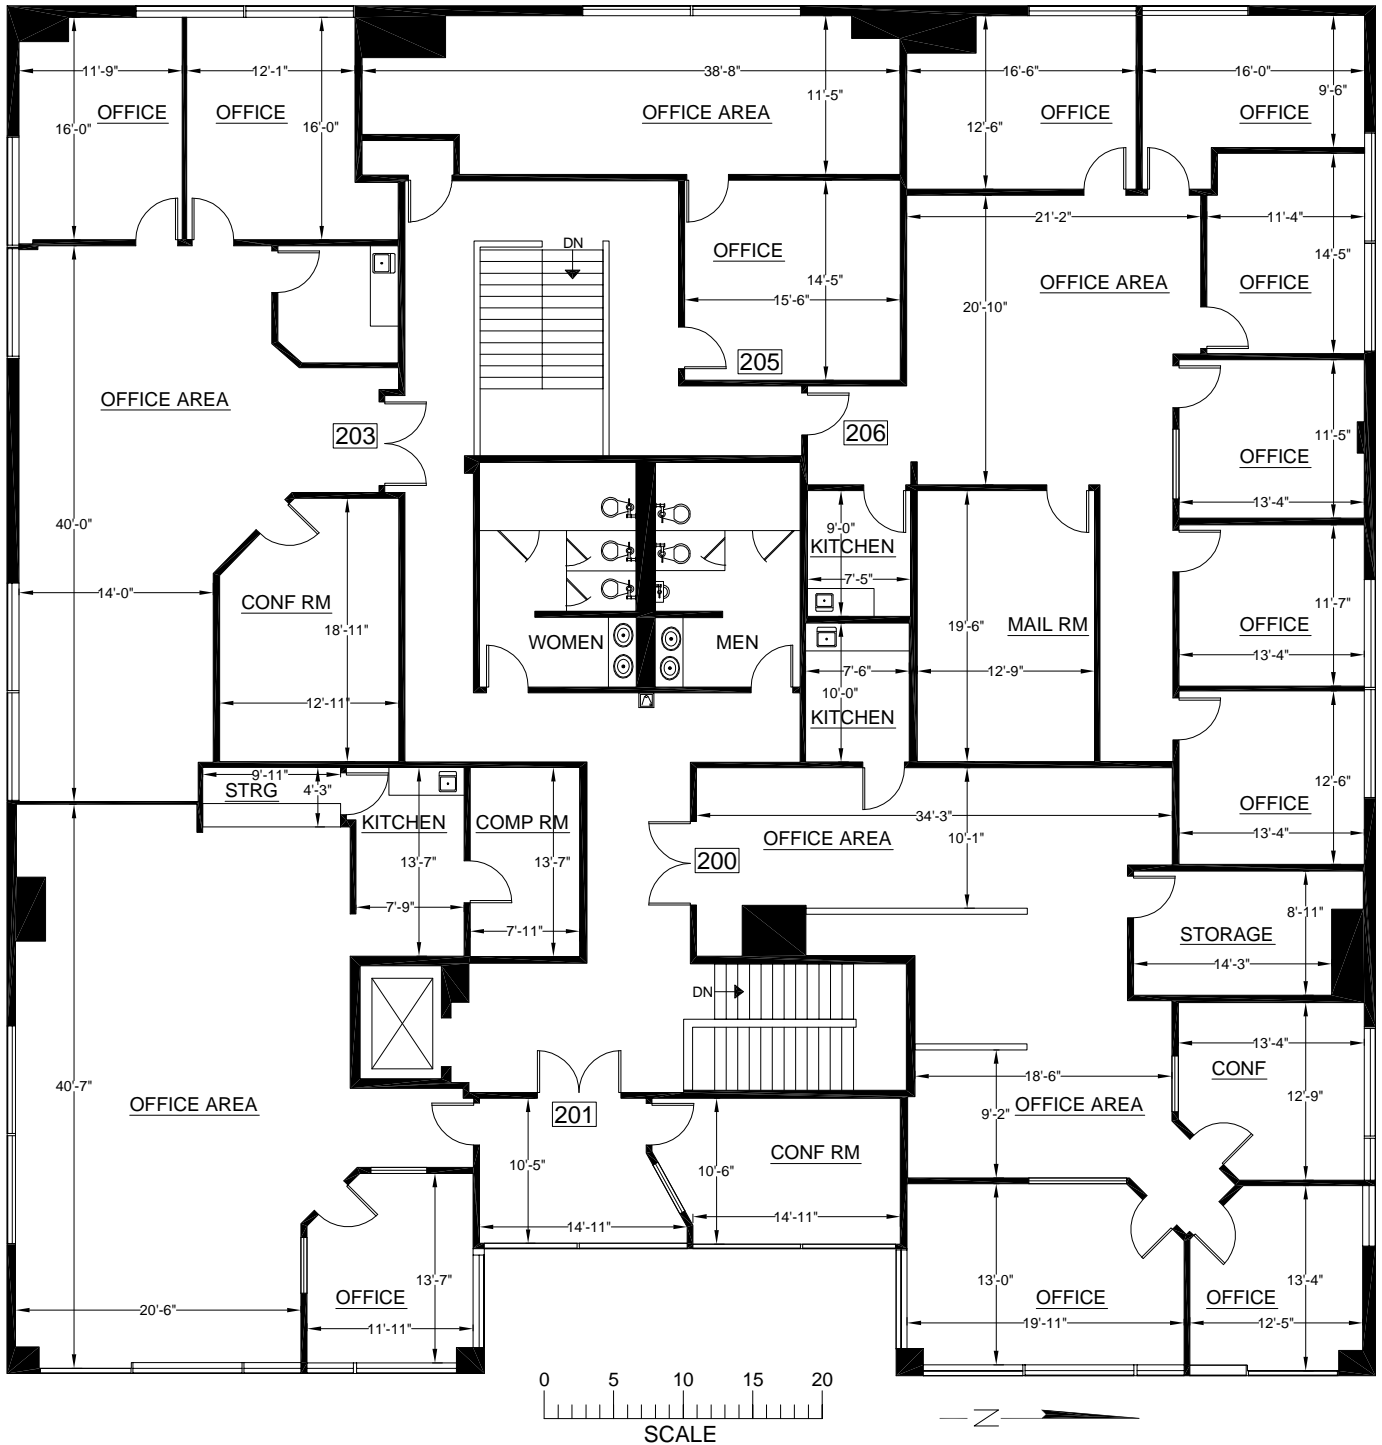 11'-9"
12'-1"
38'-8"
16'-6"
16'-0"
9'-6"
11'-5"
OFFICE
OFFICE
OFFICE AREA
OFFICE
OFFICE
16'-0"
16'-0"
12'-6"
21'-2"
11'-4"
DN
OFFICE
14'-5"
14'-5"
OFFICE AREA
OFFICE
15'-6"
20'-10"
205
OFFICE AREA
203
206
11'-5"
OFFICE
13'-4"
40'-0"
9'-0"
KITCHEN
7'-5"
14'-0"
CONF RM
18'-11"
19'-6"
MAIL RM
11'-7"
OFFICE
WOMEN
MEN
13'-4"
7'-6"
12'-9"
10'-0"
12'-11"
KITCHEN
9'-11"
4'-3"
STRG
12'-6"
OFFICE
34'-3"
KITCHEN
COMP RM
OFFICE AREA
10'-1"
13'-4"
13'-7"
13'-7"
200
7'-9"
7'-11"
8'-11"
STORAGE
14'-3"
DN
13'-4"
40'-7"
18'-6"
CONF
OFFICE AREA
201
9'-2"
OFFICE AREA
12'-9"
10'-5"
10'-6"
CONF RM
14'-11"
14'-11"
13'-7"
13'-0"
13'-4"
OFFICE
OFFICE
OFFICE
20'-6"
11'-11"
19'-11"
12'-5"
0 5 10 15 20
SCALE
N